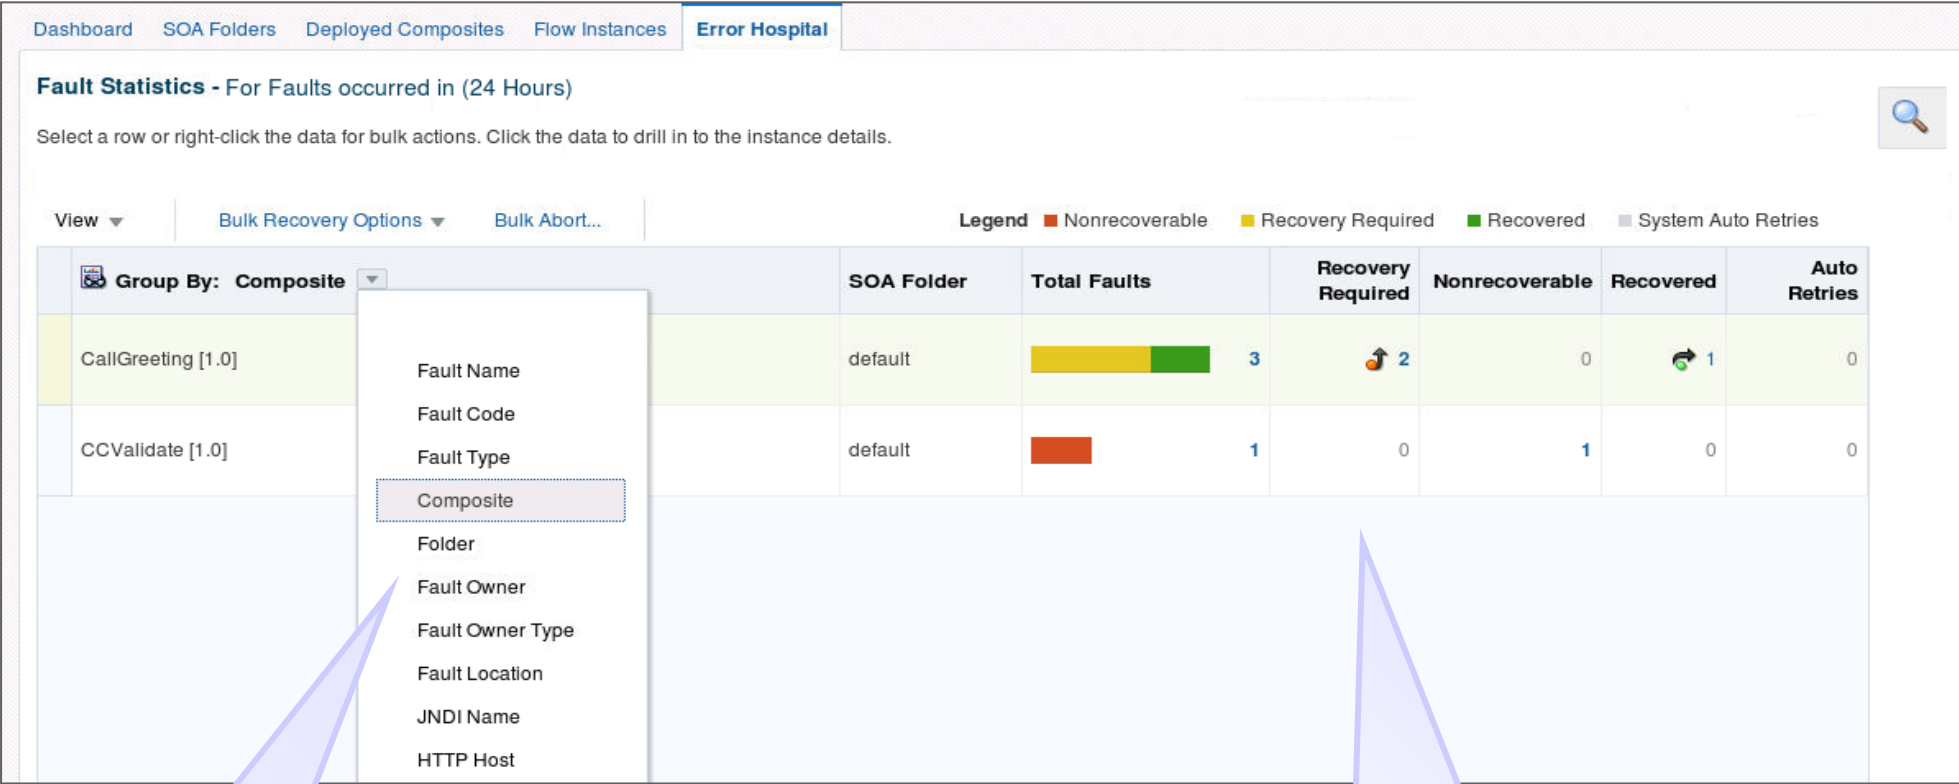 Dashboard SOA Folders Deployed Composites Flow Instances Error Hospital
Fault Statistics - For Faults occurred in (24 Hours)
Select a row or right-click the data for bulk actions. Click the data to drill in to the instance details.
View Bulk Recovery Options Bulk Abort... Legend Nonrecoverable Recovery Required Recovered System Auto Retries
Group By: Composite SOA Folder Total Faults Recovery Required Nonrecoverable Recovered Auto Retries
CallGreeting [1.0] default 3 2 0 1 0
CCValidate [1.0] default 1 0 1 0 0
Fault Name
Fault Code
Fault Type
Composite
Folder
Fault Owner
Fault Owner Type
Fault Location
JNDI Name
HTTP Host